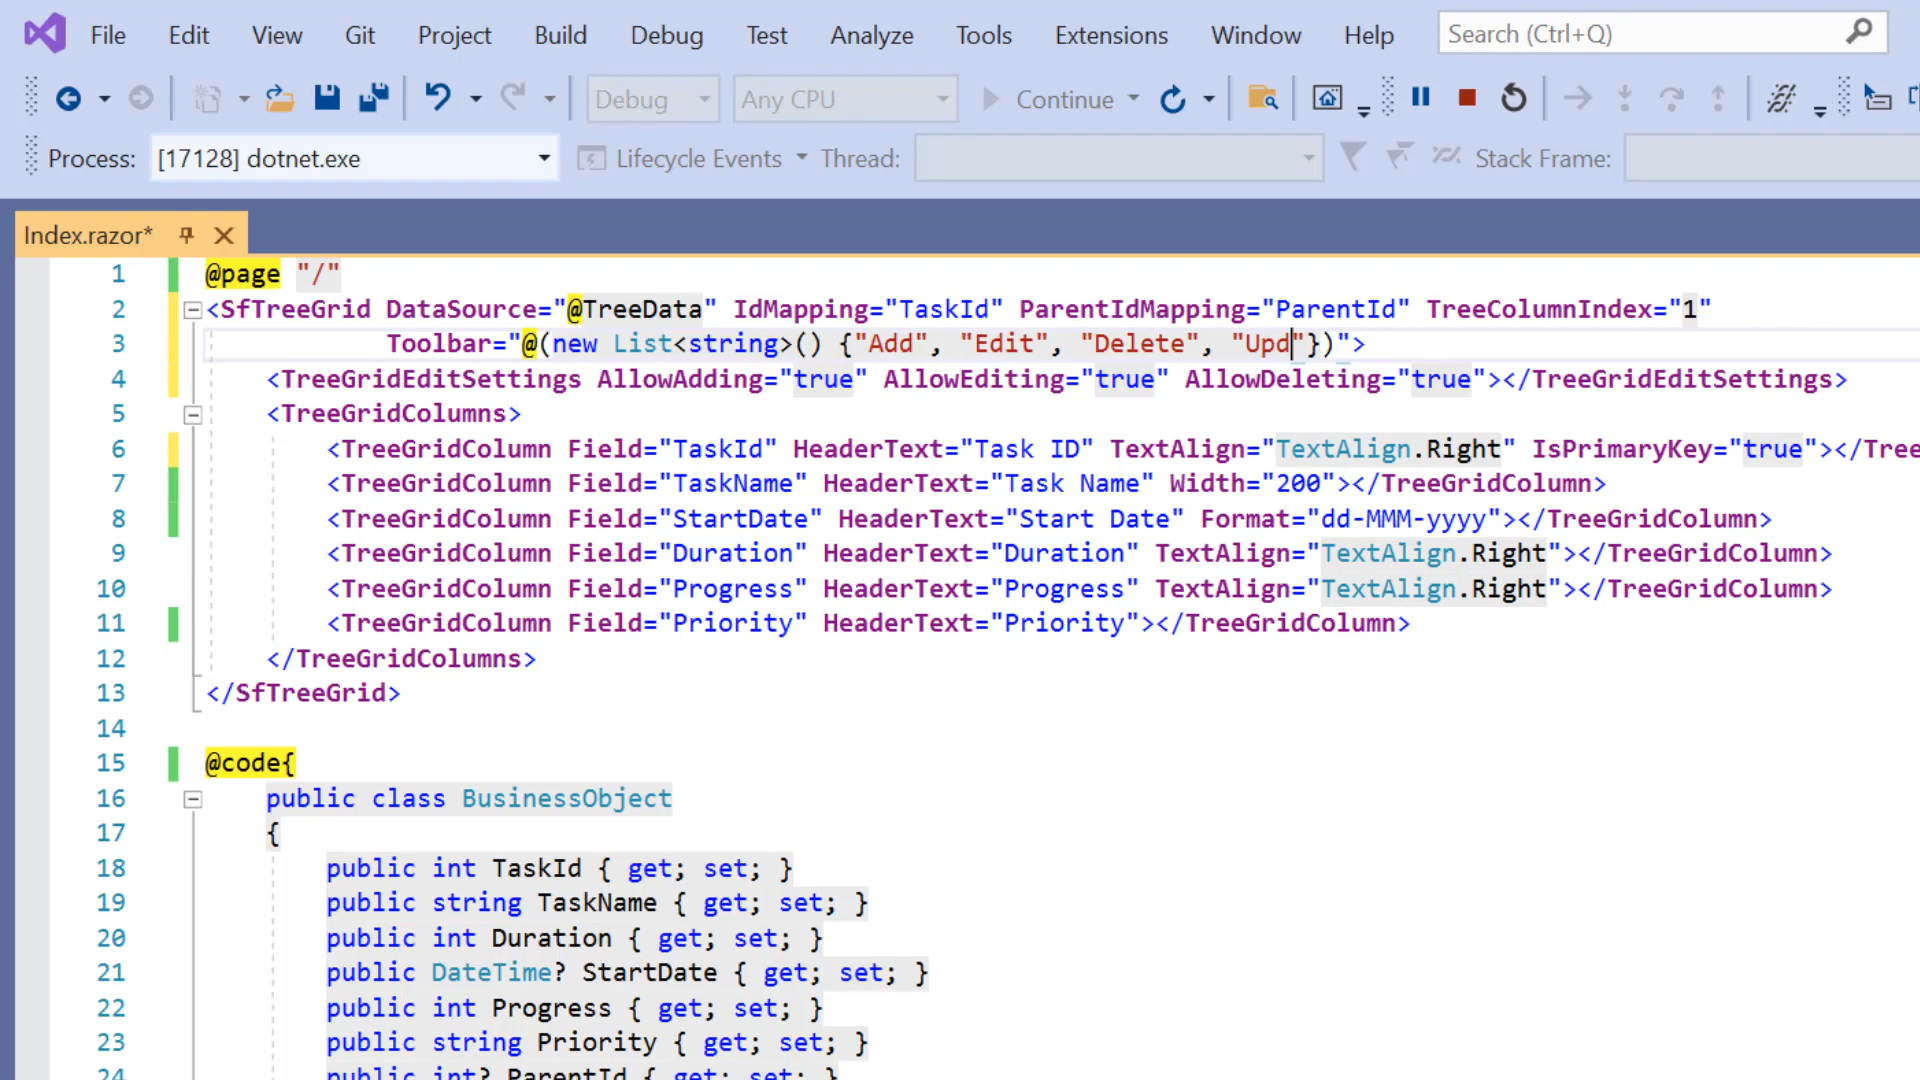 File Edit View Git Project Build Debug Test Analyze Tools Extensions Window Help Search (Ctrl+Q)
Debug Any CPU Continue
Process: [17128] dotnet.exe Lifecycle Events Thread: Stack Frame:
Index.razor*
1 @page "/"
2 <SfTreeGrid DataSource="@TreeData" IdMapping="TaskId" ParentIdMapping="ParentId" TreeColumnIndex="1"
3 Toolbar="@(new List<string>() {"Add", "Edit", "Delete", "Upd"})">
4 <TreeGridEditSettings AllowAdding="true" AllowEditing="true" AllowDeleting="true"></TreeGridEditSettings>
5 <TreeGridColumns>
6 <TreeGridColumn Field="TaskId" HeaderText="Task ID" TextAlign="TextAlign.Right" IsPrimaryKey="true"></Tree
7 <TreeGridColumn Field="TaskName" HeaderText="Task Name" Width="200"></TreeGridColumn>
8 <TreeGridColumn Field="StartDate" HeaderText="Start Date" Format="dd-MMM-yyyy"></TreeGridColumn>
9 <TreeGridColumn Field="Duration" HeaderText="Duration" TextAlign="TextAlign.Right"></TreeGridColumn>
10 <TreeGridColumn Field="Progress" HeaderText="Progress" TextAlign="TextAlign.Right"></TreeGridColumn>
11 <TreeGridColumn Field="Priority" HeaderText="Priority"></TreeGridColumn>
12 </TreeGridColumns>
13 </SfTreeGrid>
14
15 @code{
16 public class BusinessObject
17 {
18 public int TaskId { get; set; }
19 public string TaskName { get; set; }
20 public int Duration { get; set; }
21 public DateTime? StartDate { get; set; }
22 public int Progress { get; set; }
23 public string Priority { get; set; }
24 public int? ParentId { get; set; }